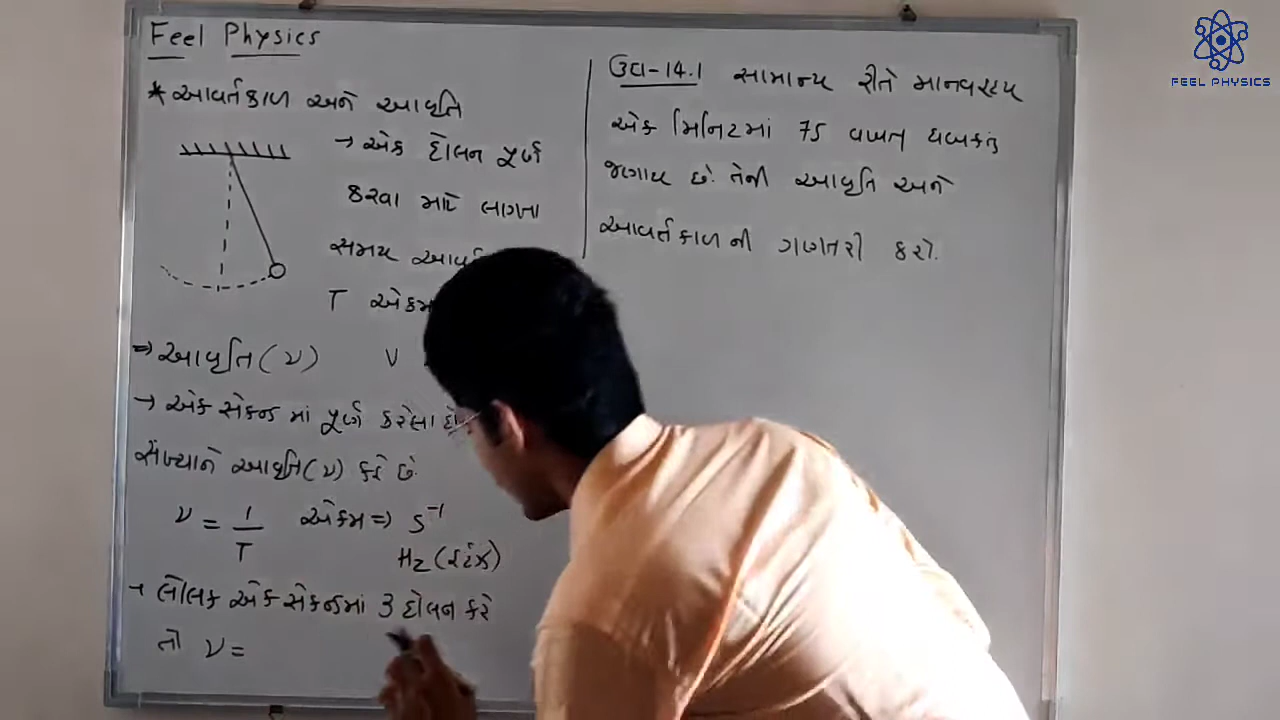 Feel Physics
* આવર્તકાળ અને આવૃતિ
→ એક દોલન પૂર્ણ
કરવા માટે લાગતા
સમય
T
⇒ આવૃતિ (ν) ν
→ એક સેકન્ડ માં પૂર્ણ કરેલા
સંખ્યાને આવૃતિ (ν) કહે છે.
ν = 1/T એકમ ⇒ s⁻¹
Hz (હર્ટઝ)
→ લોલક એક સેકન્ડમાં 3 દોલન કરે
તો ν =
ઉદા-14.1 સામાન્ય રીતે માનવહૃદય
એક મિનિટમાં 75 વખત ધબકતું
જણાય છે. તેની આવૃતિ અને
આવર્તકાળ ની ગણતરી કરો.
FEEL PHYSICS